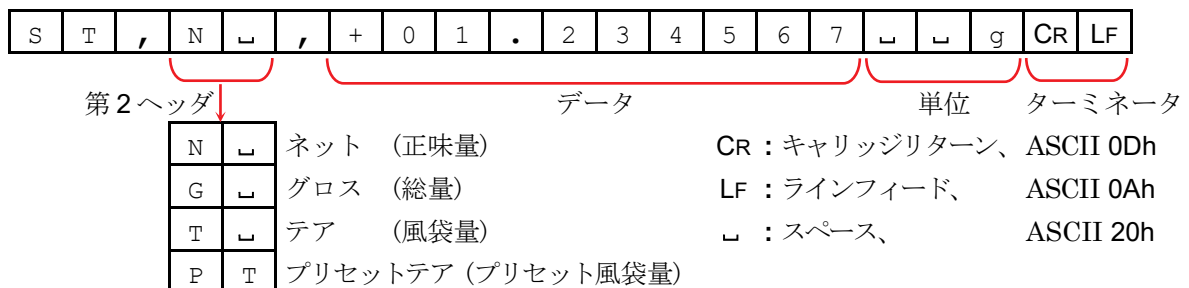 S T , N ␣ , + 0 1 . 2 3 4 5 6 7 ␣ ␣ g CR LF
第2ヘッダ データ 単位 ターミネータ
N ␣ ネット (正味量) CR : キャリッジリターン、 ASCII 0Dh
G ␣ グロス (総量) LF : ラインフィード、 ASCII 0Ah
T ␣ テア (風袋量) ␣ : スペース、 ASCII 20h
P T プリセットテア (プリセット風袋量)